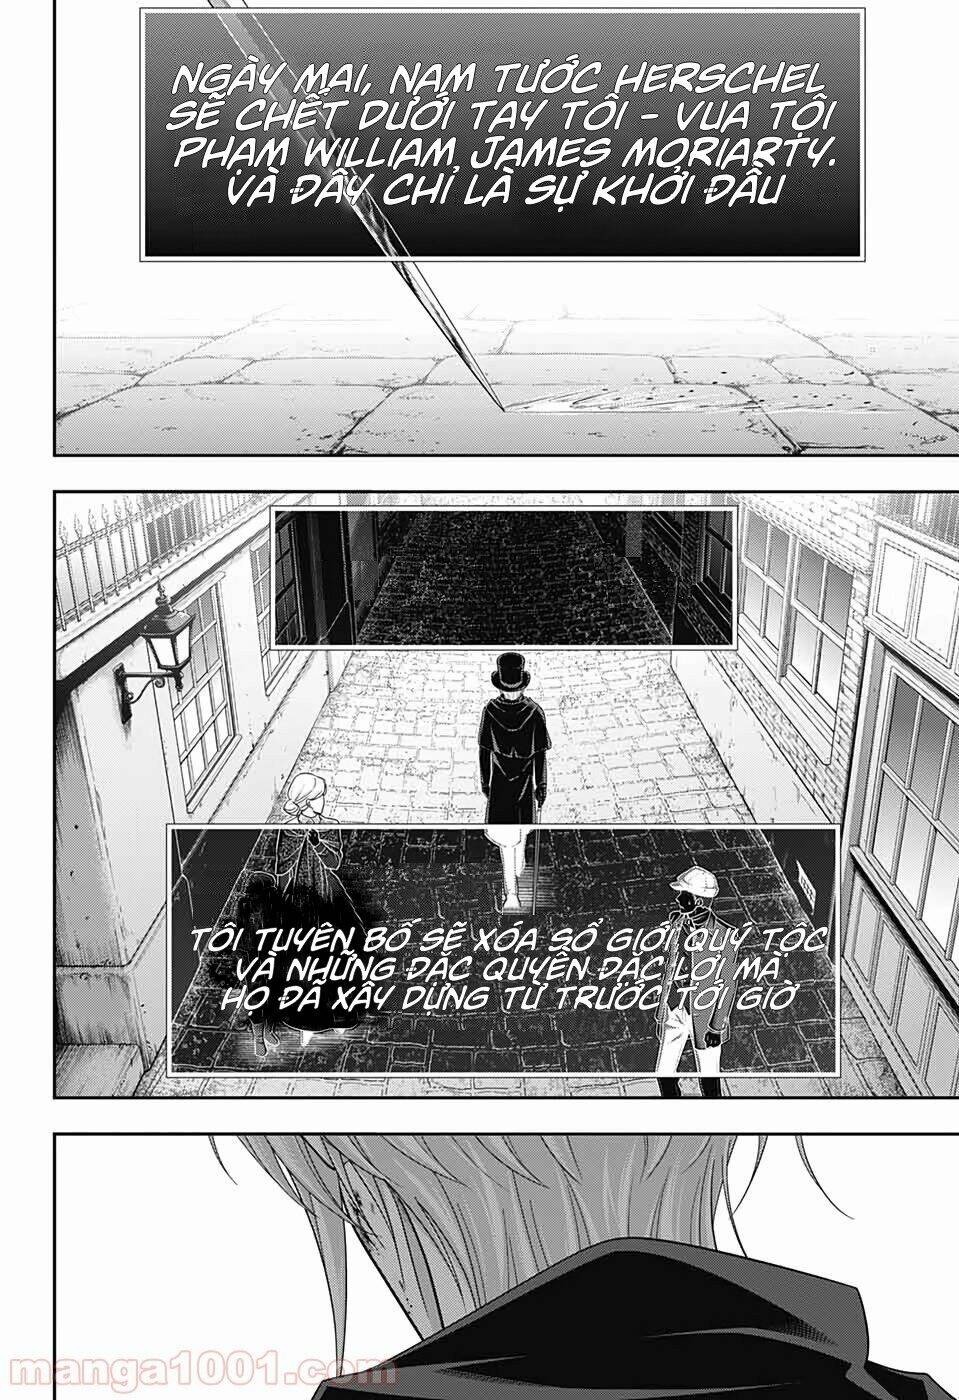 NGÀY MAI, NAM TƯỚC HERSCHEL
SẼ CHẾT DƯỚI TAY TÔI - VUA TỘI
PHẠM WILLIAM JAMES MORIARTY.
VÀ ĐÂY CHỈ LÀ SỰ KHỞI ĐẦU
TÔI TUYÊN BỐ SẼ XÓA SỔ GIỚI QUÝ TỘC
VÀ NHỮNG ĐẶC QUYỀN ĐẶC LỢI MÀ
HỌ ĐÃ XÂY DỰNG TỪ TRƯỚC TỚI GIỜ
manga1001.com